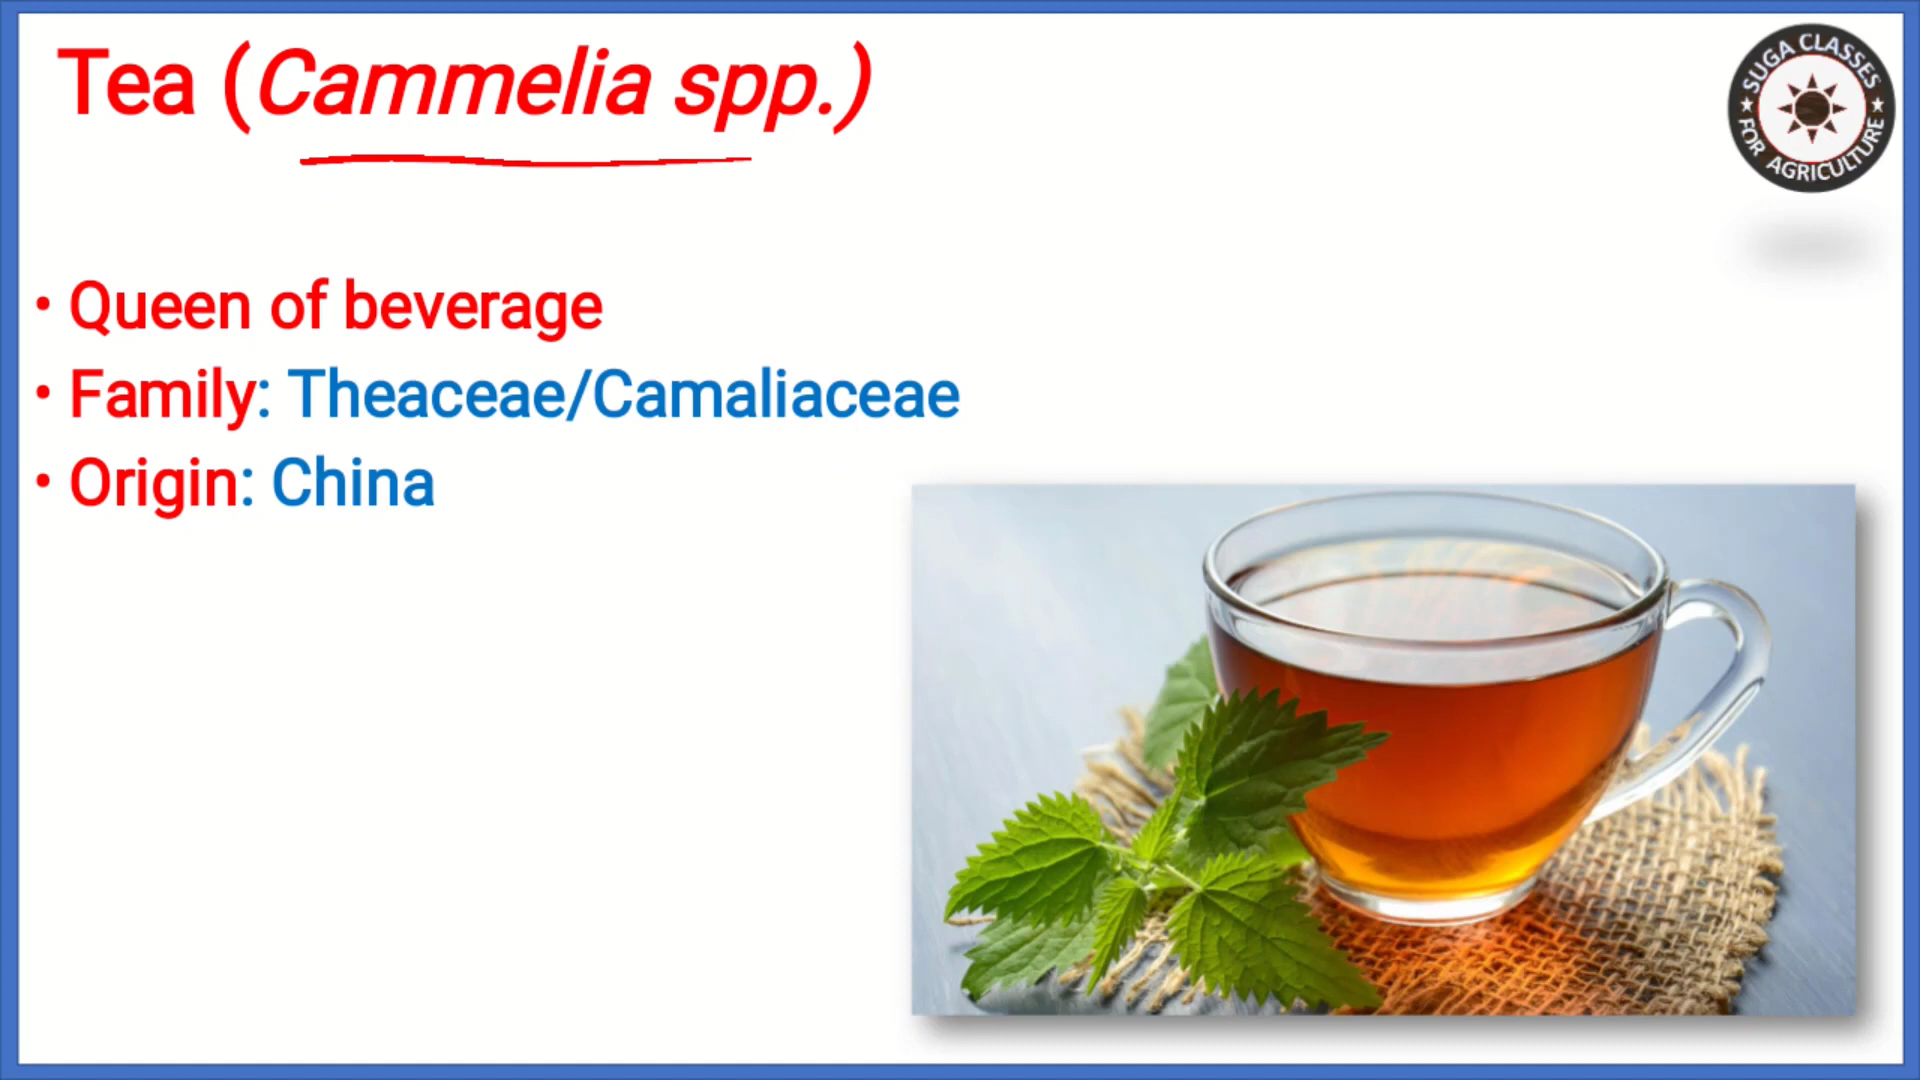 Tea (Cammelia spp.)
SUGA CLASSES
FOR AGRICULTURE
• Queen of beverage
• Family: Theaceae/Camaliaceae
• Origin: China